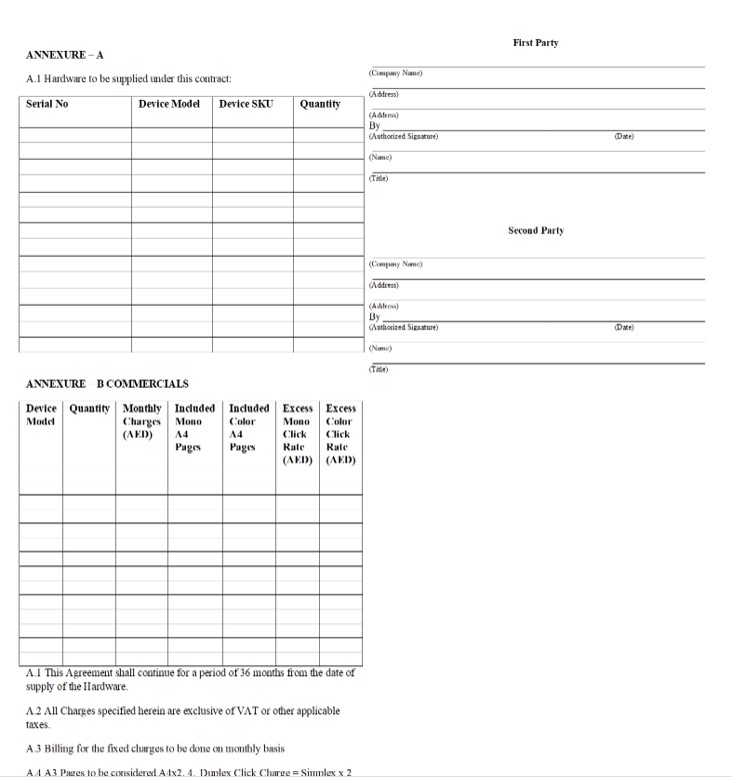 ANNEXURE – A
A.1 Hardware to be supplied under this contract:
Serial No Device Model Device SKU Quantity
ANNEXURE B COMMERCIALS
Device Model Quantity Monthly Charges (AED) Included Mono A4 Pages Included Color A4 Pages Excess Mono Click Rate (AED) Excess Color Click Rate (AED)
A.1 This Agreement shall continue for a period of 36 months from the date of
supply of the Hardware.
A.2 All Charges specified herein are exclusive of VAT or other applicable
taxes.
A.3 Billing for the fixed charges to be done on monthly basis
A.4 A3 Pages to be considered A4x2. 4. Duplex Click Charge = Simplex x 2
First Party
(Company Name)
(Address)
(Address)
By
(Authorized Signature) (Date)
(Name)
(Title)
Second Party
(Company Name)
(Address)
(Address)
By
(Authorized Signature) (Date)
(Name)
(Title)